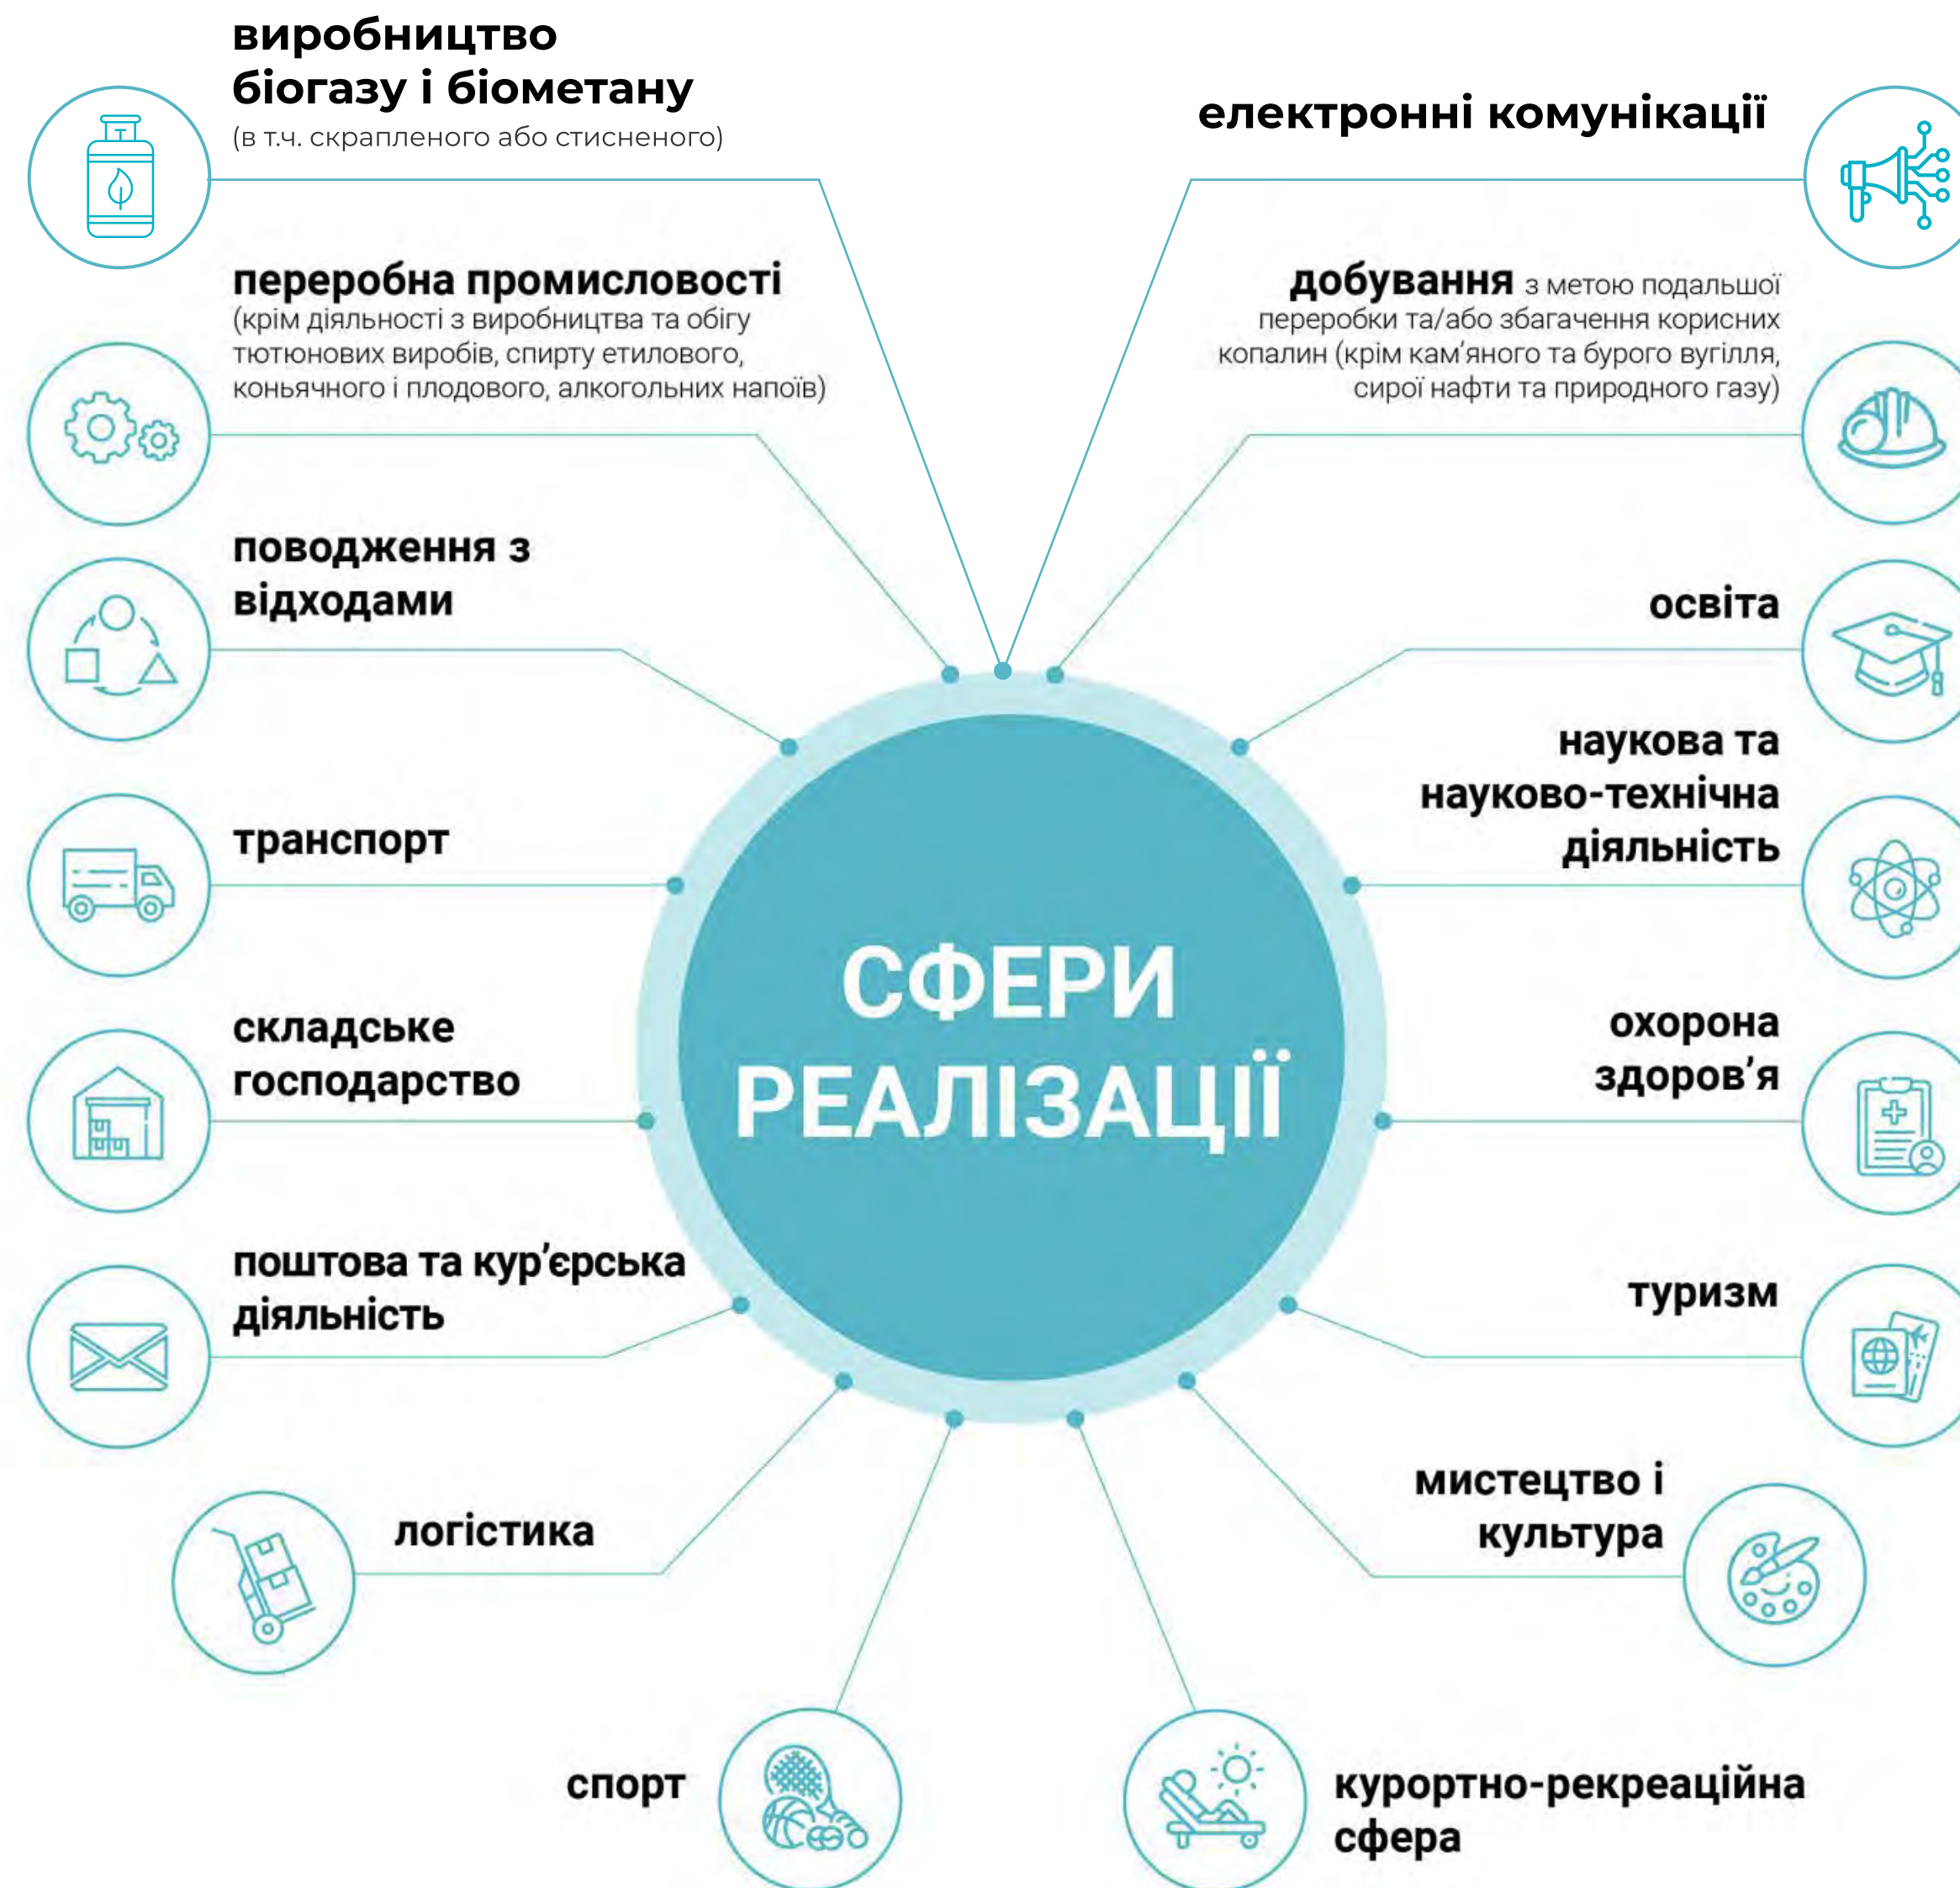 виробництво
біогазу і біометану
(в т.ч. скрапленого або стисненого)
електронні комунікації
переробна промисловості
(крім діяльності з виробництва та обігу
тютюнових виробів, спирту етилового,
коньячного і плодового, алкогольних напоїв)
добування з метою подальшої
переробки та/або збагачення корисних
копалин (крім кам’яного та бурого вугілля,
сирої нафти та природного газу)
поводження з
відходами
освіта
транспорт
наукова та
науково-технічна
діяльність
СФЕРИ
РЕАЛІЗАЦІЇ
складське
господарство
охорона
здоров’я
поштова та кур’єрська
діяльність
туризм
логістика
мистецтво і
культура
спорт
курортно-рекреаційна
сфера